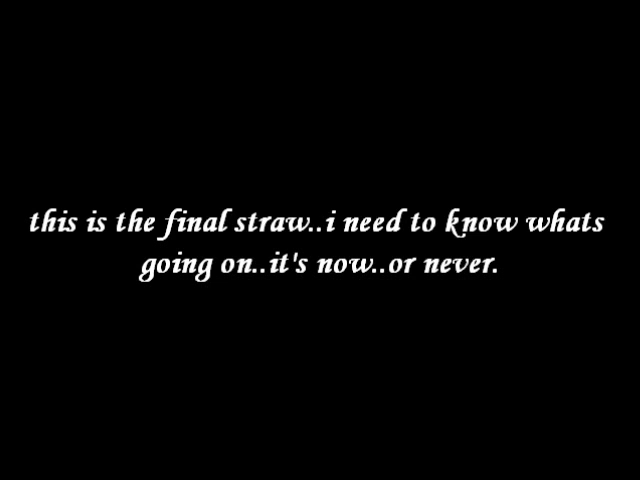 this is the final straw..i need to know whats
going on..it's now..or never.